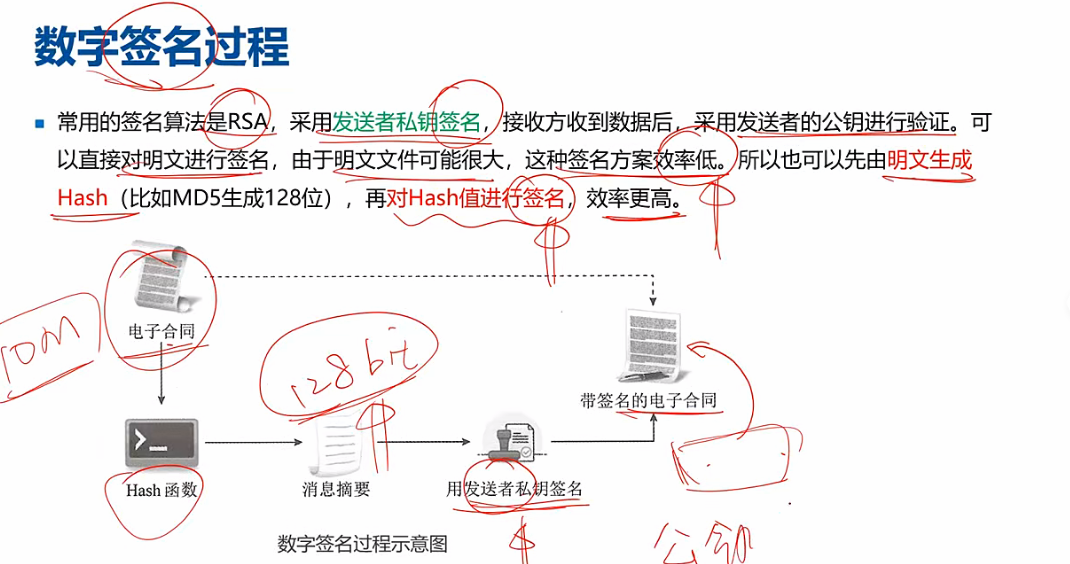 数字签名过程
常用的签名算法是RSA，采用发送者私钥签名，接收方收到数据后，采用发送者的公钥进行验证。可
以直接对明文进行签名，由于明文文件可能很大，这种签名方案效率低。所以也可以先由明文生成
Hash（比如MD5生成128位），再对Hash值进行签名，效率更高。
电子合同
10M
128bit
带签名的电子合同
Hash 函数
消息摘要
用发送者私钥签名
公钥
数字签名过程示意图